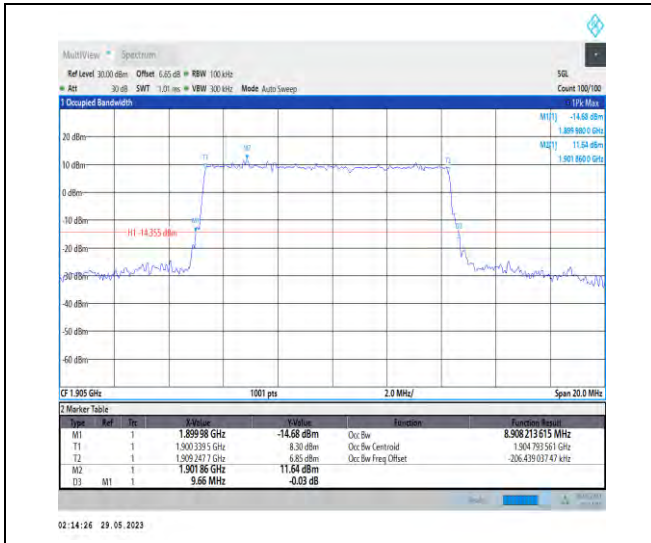 MultiView Spectrum
Ref Level 30.00 dBm Offset 6.65 dB RBW 100 kHz SGL
Att 30 dB SWT 1.01 ms VBW 300 kHz Mode Auto Sweep Count 100/100
1 Occupied Bandwidth 1Pk Max
M1[1] -14.68 dBm
1.899 980 0 GHz
M2[1] 11.64 dBm
1.901 860 0 GHz
20 dBm
M2
T1
T2
10 dBm
0 dBm
-10 dBm
M1
D3
H1 -14.355 dBm
-20 dBm
-30 dBm
-40 dBm
-50 dBm
-60 dBm
CF 1.905 GHz 1001 pts 2.0 MHz/ Span 20.0 MHz
2 Marker Table
Type Ref Trc X-Value Y-Value Function Function Result
M1 1 1.899 98 GHz -14.68 dBm Occ Bw 8.908 213 615 MHz
T1 1 1.900 339 5 GHz 8.30 dBm Occ Bw Centroid 1.904 793 561 GHz
T2 1 1.909 247 7 GHz 6.85 dBm Occ Bw Freq Offset -206.439 037 47 kHz
M2 1 1.901 86 GHz 11.64 dBm
D3 M1 1 9.66 MHz -0.03 dB
02:14:26 29.05.2023